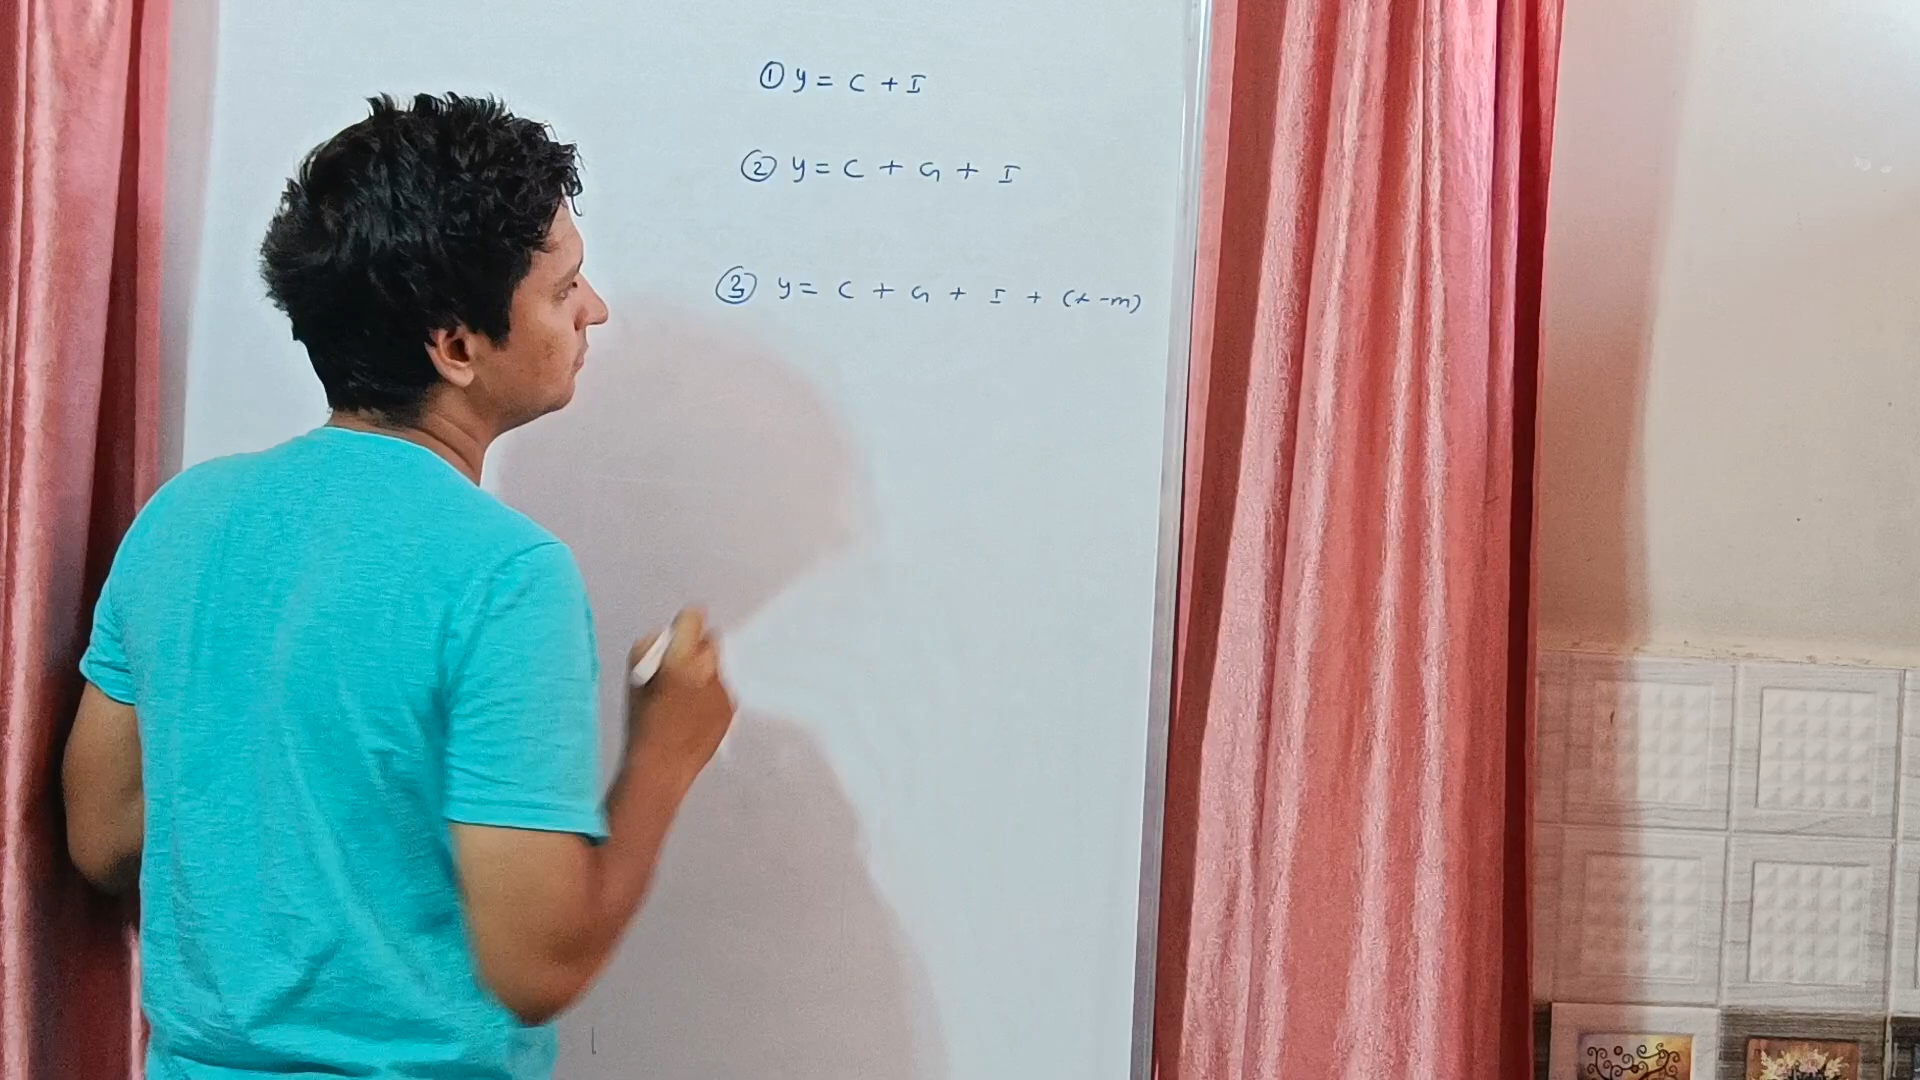 ① y = C + I
② y = C + G + I
③ y = C + G + I + (x - m)